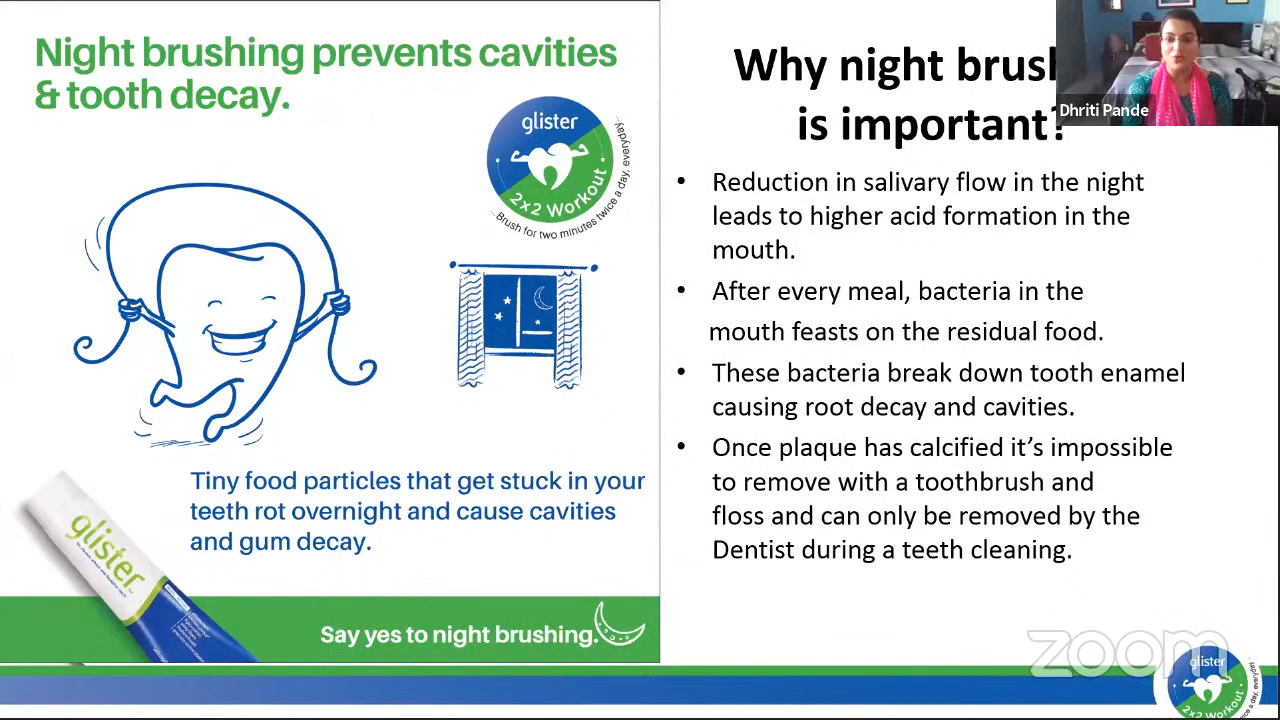 Night brushing prevents cavities
& tooth decay.
glister
2x2 Workout
...Brush for two minutes twice a day, everyday...
Tiny food particles that get stuck in your
teeth rot overnight and cause cavities
and gum decay.
glister
Say yes to night brushing.
Why night brush
is important?
Dhriti Pande
• Reduction in salivary flow in the night
leads to higher acid formation in the
mouth.
• After every meal, bacteria in the
mouth feasts on the residual food.
• These bacteria break down tooth enamel
causing root decay and cavities.
• Once plaque has calcified it's impossible
to remove with a toothbrush and
floss and can only be removed by the
Dentist during a teeth cleaning.
zoom
glister
2x2 Workout